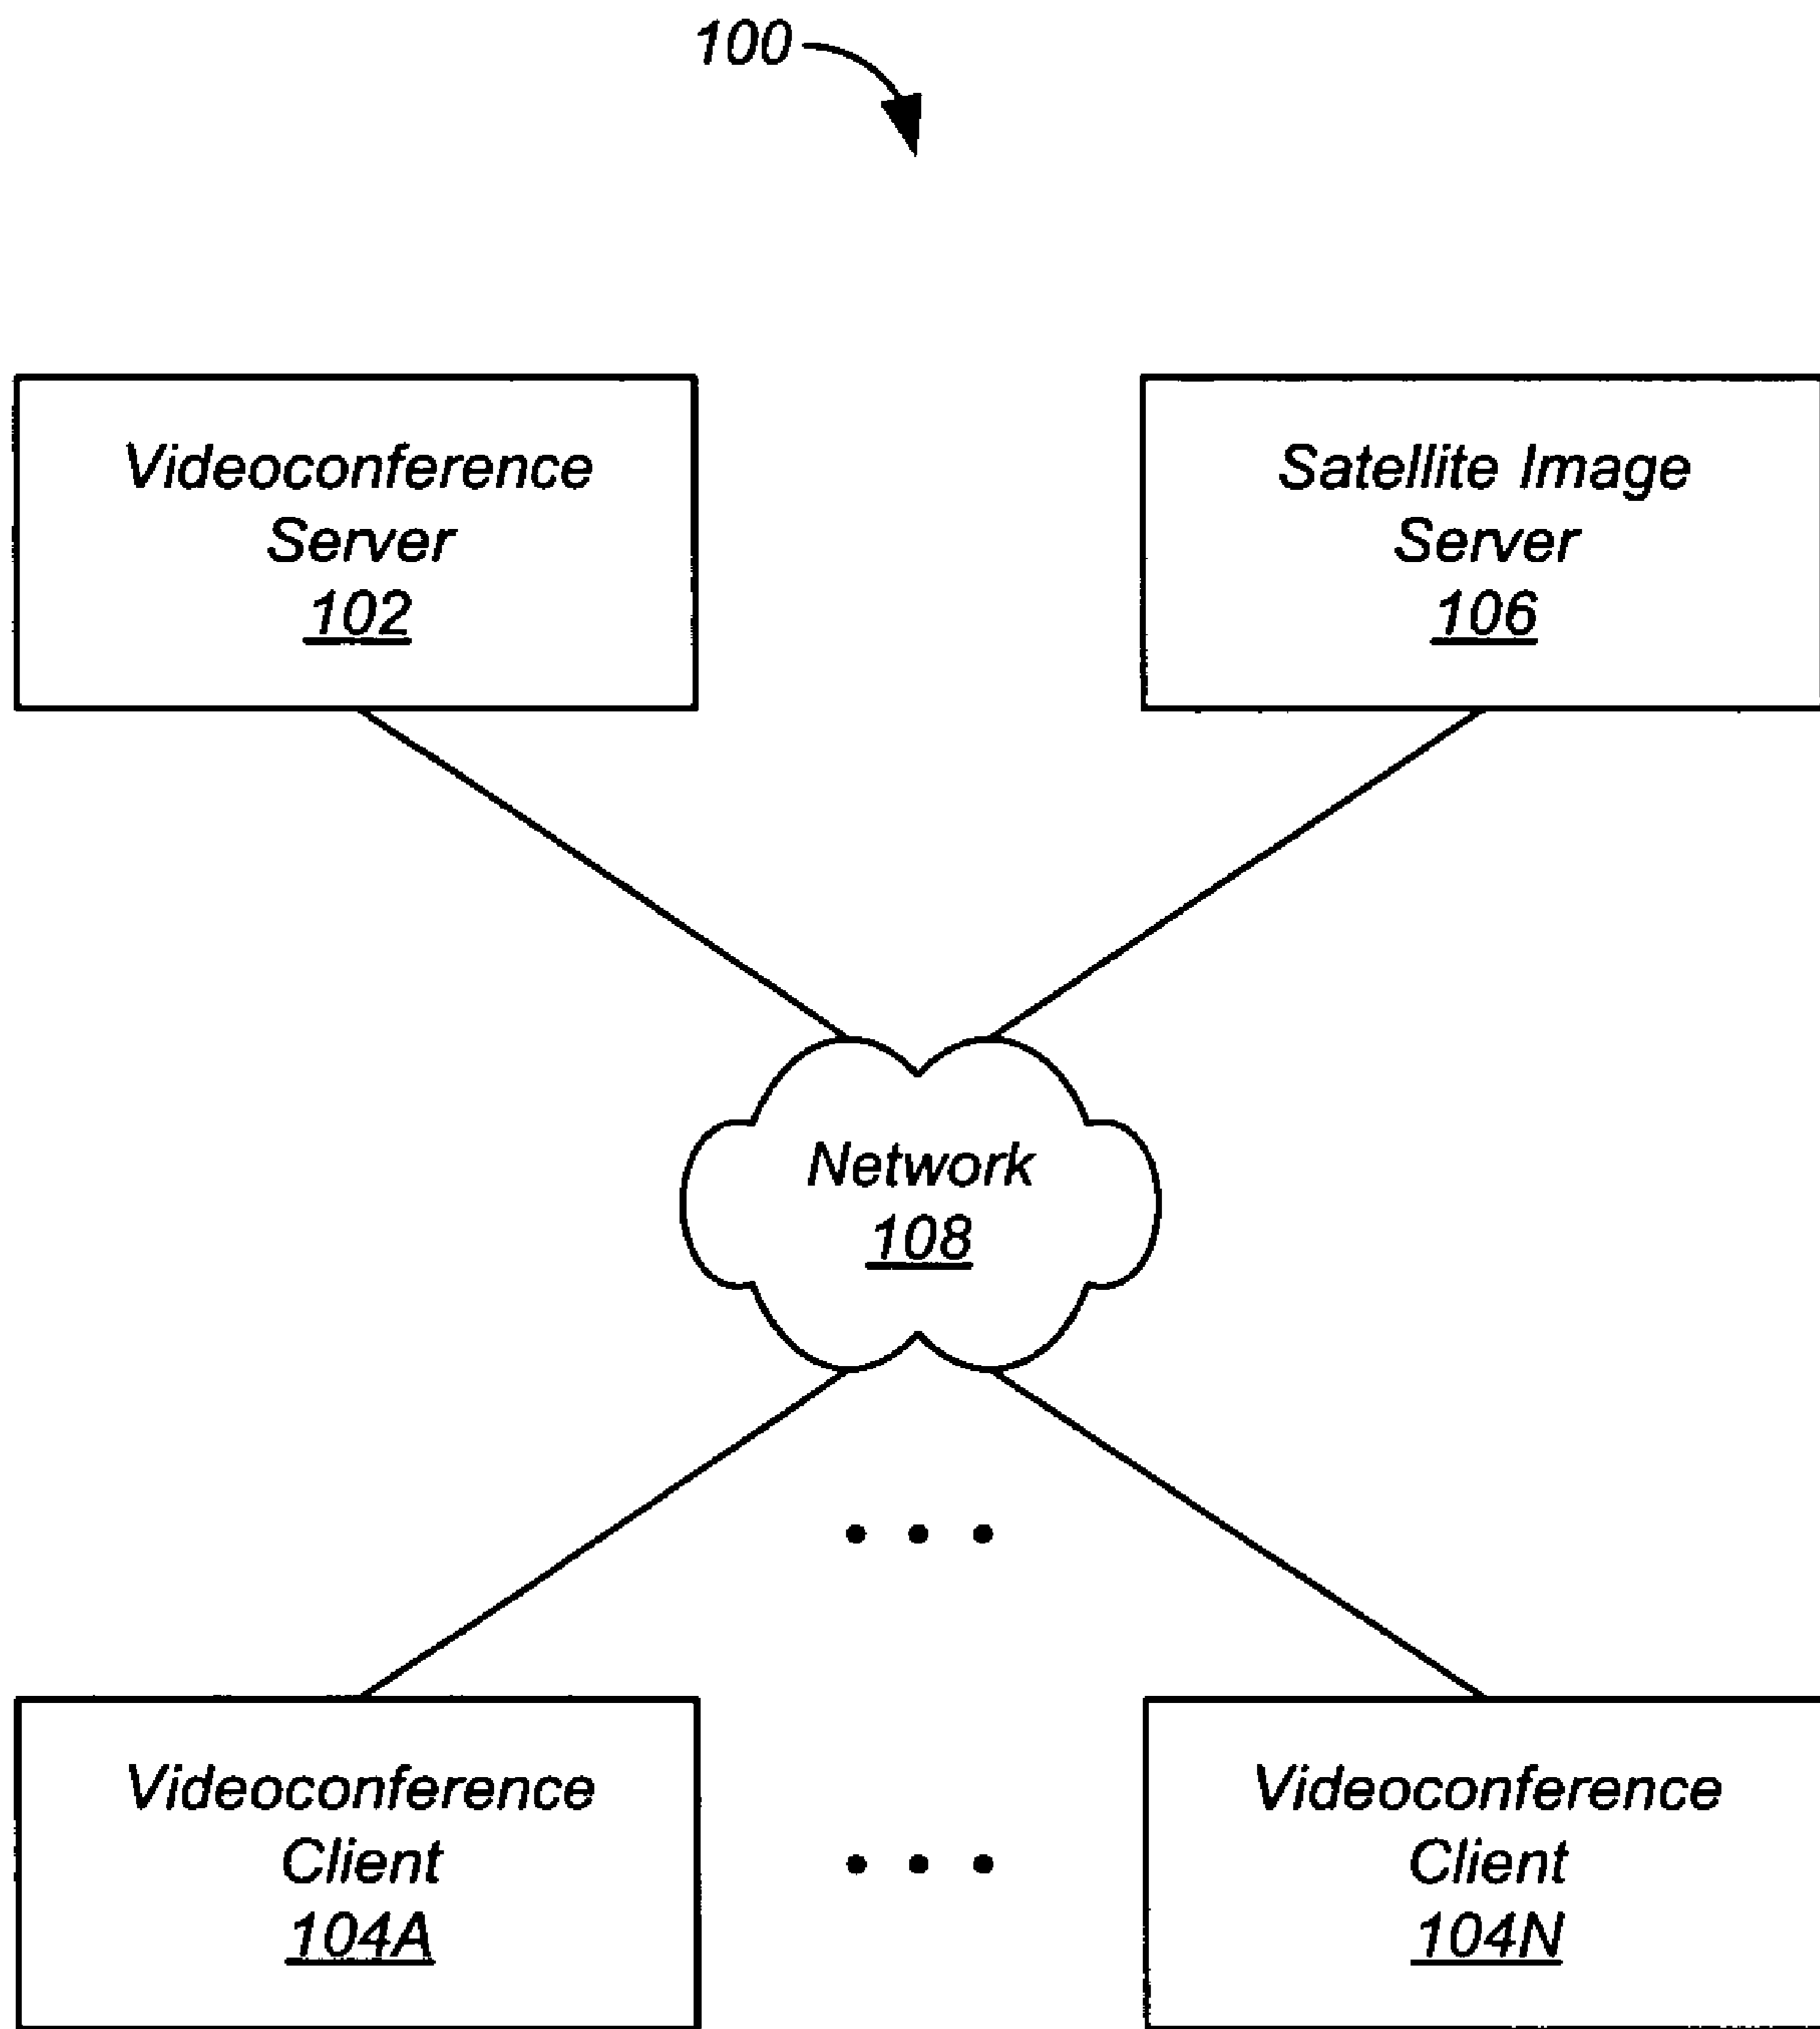 100
Videoconference
Server
102
Satellite Image
Server
106
Network
108
Videoconference
Client
104A
Videoconference
Client
104N